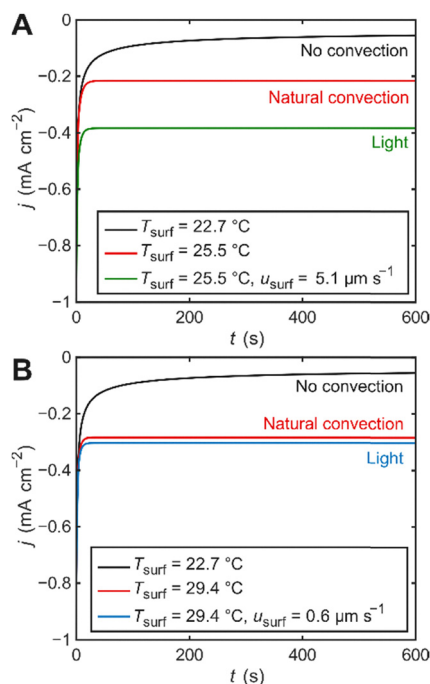 A
0
−0.2
−0.4
−0.6
−0.8
−1
j (mA cm⁻²)
No convection
Natural convection
Light
T_surf = 22.7 °C
T_surf = 25.5 °C
T_surf = 25.5 °C, u_surf = 5.1 µm s⁻¹
0 200 400 600
t (s)
B
0
−0.2
−0.4
−0.6
−0.8
−1
j (mA cm⁻²)
No convection
Natural convection
Light
T_surf = 22.7 °C
T_surf = 29.4 °C
T_surf = 29.4 °C, u_surf = 0.6 µm s⁻¹
0 200 400 600
t (s)